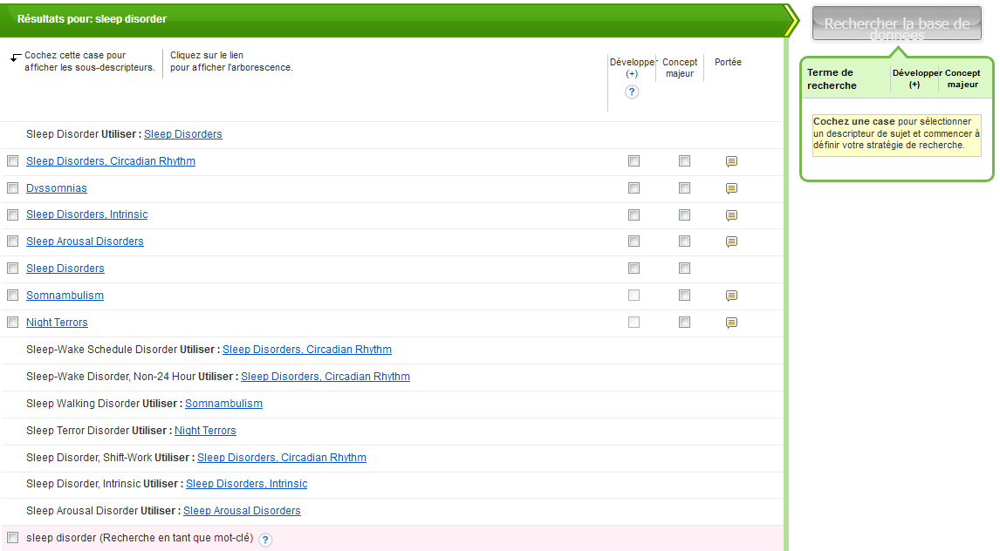 Résultats pour: sleep disorder
Rechercher la base de
données
Cochez cette case pour
afficher les sous-descripteurs.
Cliquez sur le lien
pour afficher l'arborescence.
Développer
(+)
?
Concept
majeur
Portée
Terme de
recherche
Développer
(+)
Concept
majeur
Cochez une case pour sélectionner
un descripteur de sujet et commencer à
définir votre stratégie de recherche.
Sleep Disorder Utiliser : Sleep Disorders
Sleep Disorders, Circadian Rhythm
Dyssomnias
Sleep Disorders, Intrinsic
Sleep Arousal Disorders
Sleep Disorders
Somnambulism
Night Terrors
Sleep-Wake Schedule Disorder Utiliser : Sleep Disorders, Circadian Rhythm
Sleep-Wake Disorder, Non-24 Hour Utiliser : Sleep Disorders, Circadian Rhythm
Sleep Walking Disorder Utiliser : Somnambulism
Sleep Terror Disorder Utiliser : Night Terrors
Sleep Disorder, Shift-Work Utiliser : Sleep Disorders, Circadian Rhythm
Sleep Disorder, Intrinsic Utiliser : Sleep Disorders, Intrinsic
Sleep Arousal Disorder Utiliser : Sleep Arousal Disorders
sleep disorder (Recherche en tant que mot-clé) ?